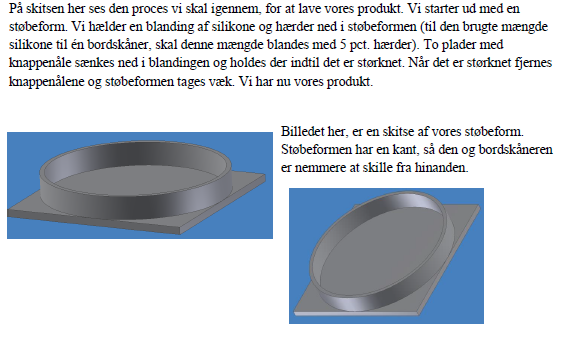 På skitsen her ses den proces vi skal igennem, for at lave vores produkt. Vi starter ud med en
støbeform. Vi hælder en blanding af silikone og hærder ned i støbeformen (til den brugte mængde
silikone til én bordskåner, skal denne mængde blandes med 5 pct. hærder). To plader med
knappenåle sænkes ned i blandingen og holdes der indtil det er størknet. Når det er størknet fjernes
knappenålene og støbeformen tages væk. Vi har nu vores produkt.
Billedet her, er en skitse af vores støbeform.
Støbeformen har en kant, så den og bordskåneren
er nemmere at skille fra hinanden.